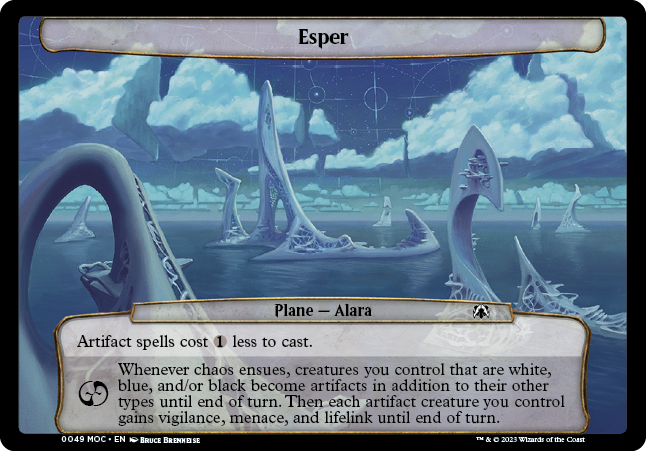 Esper
Plane — Alara
Artifact spells cost 1 less to cast.
Whenever chaos ensues, creatures you control that are white,
blue, and/or black become artifacts in addition to their other
types until end of turn. Then each artifact creature you control
gains vigilance, menace, and lifelink until end of turn.
0049 MOC • EN Bruce Brenneise
™ & © 2023 Wizards of the Coast